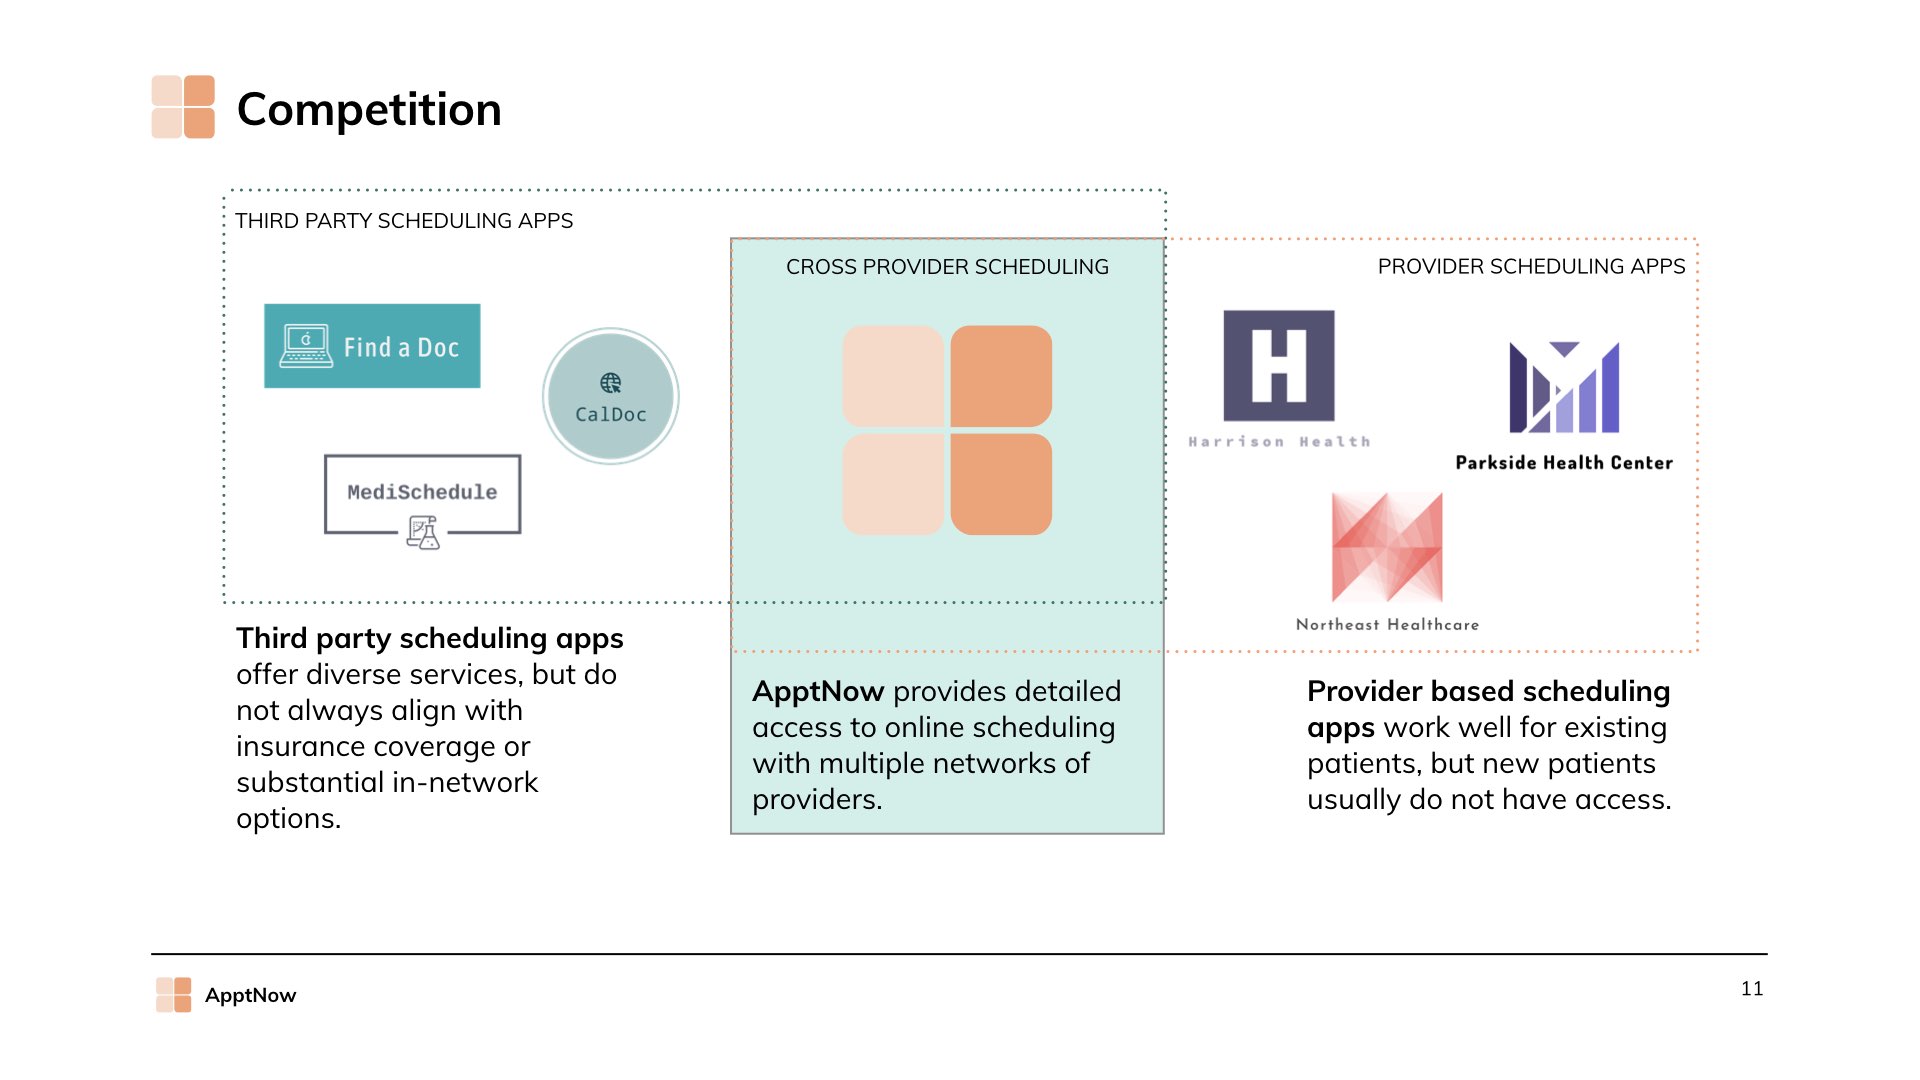 Competition
THIRD PARTY SCHEDULING APPS
Find a Doc
CalDoc
MediSchedule
Third party scheduling apps
offer diverse services, but do
not always align with
insurance coverage or
substantial in-network
options.
CROSS PROVIDER SCHEDULING
ApptNow provides detailed
access to online scheduling
with multiple networks of
providers.
PROVIDER SCHEDULING APPS
H
Harrison Health
Parkside Health Center
Northeast Healthcare
Provider based scheduling
apps work well for existing
patients, but new patients
usually do not have access.
ApptNow
11